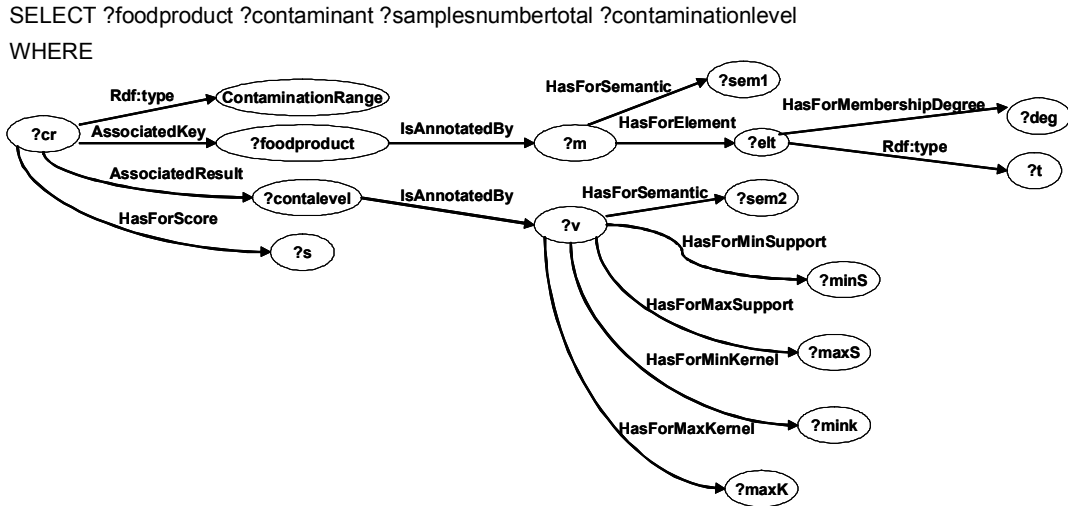 SELECT ?foodproduct ?contaminant ?samplesnumbertotal ?contaminationlevel
WHERE
?cr
Rdf:type
ContaminationRange
AssociatedKey
?foodproduct
IsAnnotatedBy
?m
HasForSemantic
?sem1
HasForElement
?elt
HasForMembershipDegree
?deg
Rdf:type
?t
AssociatedResult
?contalevel
IsAnnotatedBy
?v
HasForSemantic
?sem2
HasForScore
?s
HasForMinSupport
?minS
HasForMaxSupport
?maxS
HasForMinKernel
?mink
HasForMaxKernel
?maxK